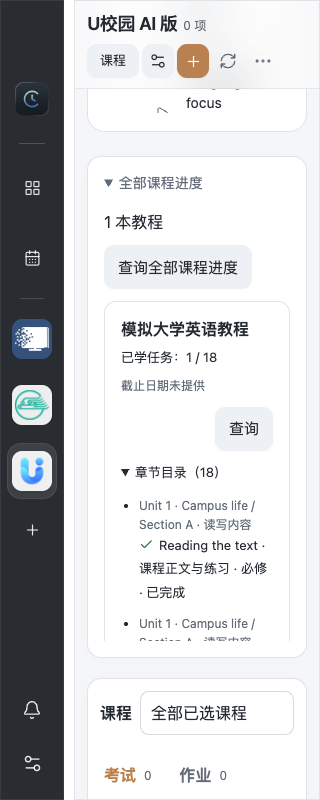 U校园 AI 版 0 项
课程
focus
▼ 全部课程进度
1 本教程
查询全部课程进度
模拟大学英语教程
已学任务：1 / 18
截止日期未提供
查询
▼ 章节目录（18）
• Unit 1 · Campus life /
Section A · 读写内容
✓ Reading the text ·
课程正文与练习 · 必修
· 已完成
• Unit 1 · Campus life /
Section A · 读写内容
课程 全部已选课程
考试 0 作业 0